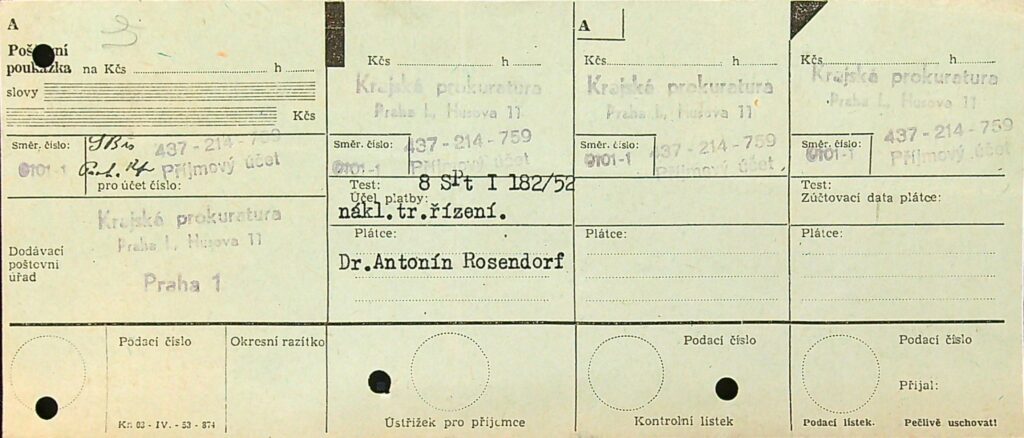 A
Poštovní
poukázka na Kčs h
slovy
Kčs
Směr. číslo:
0101-1
437-214-759
Příjmový účet
pro účet číslo:
Krajská prokuratura
Praha 1, Husova 11
Praha 1
Dodávací
poštovní
úřad
Podací číslo
Okresní razítko
Kr. 03 - IV. - 53 - 874
Kčs h
Krajská prokuratura
Praha 1, Husova 11
Směr. číslo:
0101-1
437-214-759
Příjmový účet
Test: 8 Spt I 182/52
Účel platby:
nákl.tr.řízení.
Plátce:
Dr.Antonín Rosendorf
Ústřižek pro příjemce
A
Kčs h
Krajská prokuratura
Praha 1, Husova 11
Směr. číslo:
0101-1
437-214-759
Příjmový účet
Plátce:
Podací číslo
Kontrolní lístek
Kčs h
Krajská prokuratura
Praha 1, Husova 11
Směr. číslo:
0101-1
437-214-759
Příjmový účet
Test:
Zúčtovací data plátce:
Plátce:
Podací číslo
Přijal:
Podací lístek. Pečlivě uschovat!